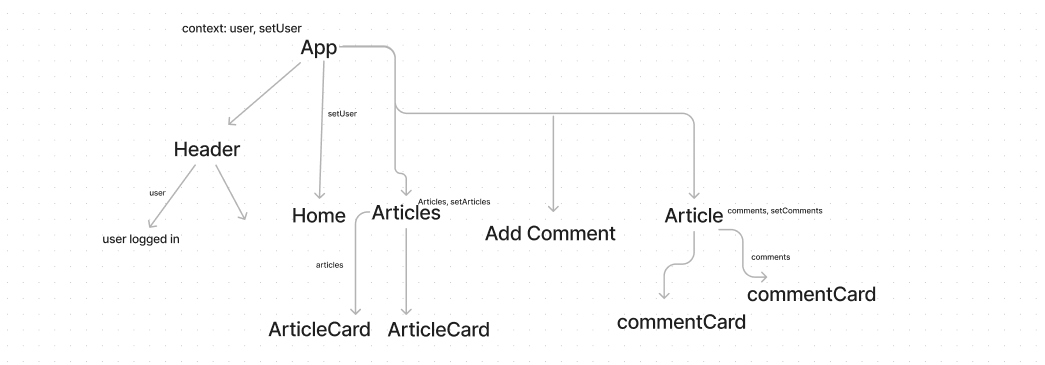 context: user, setUser
App
setUser
Header
user
user logged in
Home
Articles
Articles, setArticles
Add Comment
Article
comments, setComments
articles
comments
commentCard
commentCard
ArticleCard
ArticleCard